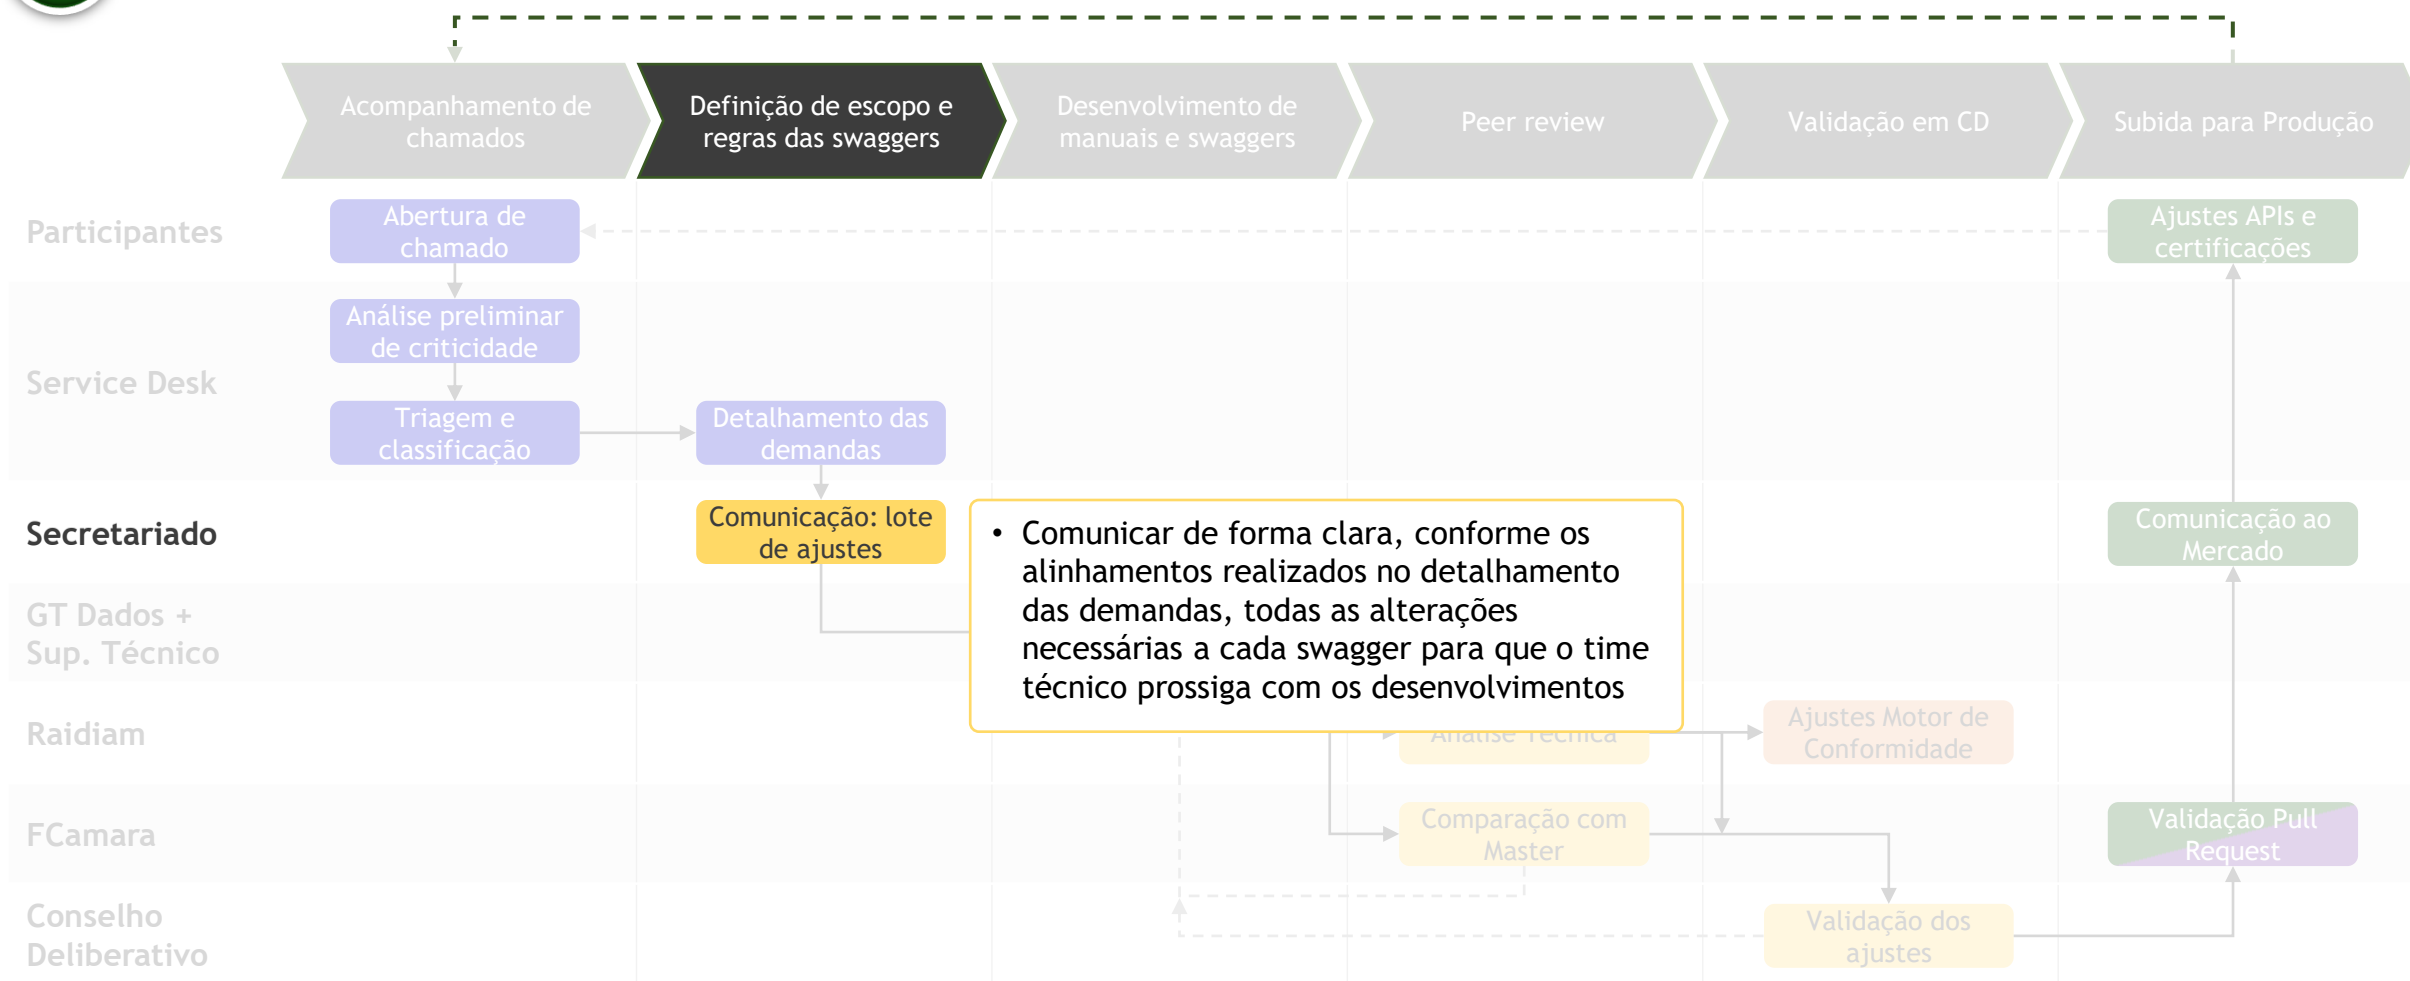 Acompanhamento de
chamados
Definição de escopo e
regras das swaggers
Desenvolvimento de
manuais e swaggers
Peer review
Validação em CD
Subida para Produção
Participantes
Abertura de
chamado
Ajustes APIs e
certificações
Service Desk
Análise preliminar
de criticidade
Triagem e
classificação
Detalhamento das
demandas
Secretariado
Comunicação: lote
de ajustes
• Comunicar de forma clara, conforme os
alinhamentos realizados no detalhamento
das demandas, todas as alterações
necessárias a cada swagger para que o time
técnico prossiga com os desenvolvimentos
Comunicação ao
Mercado
GT Dados +
Sup. Técnico
Raidiam
Análise Técnica
Ajustes Motor de
Conformidade
FCamara
Comparação com
Master
Validação Pull
Request
Conselho
Deliberativo
Validação dos
ajustes